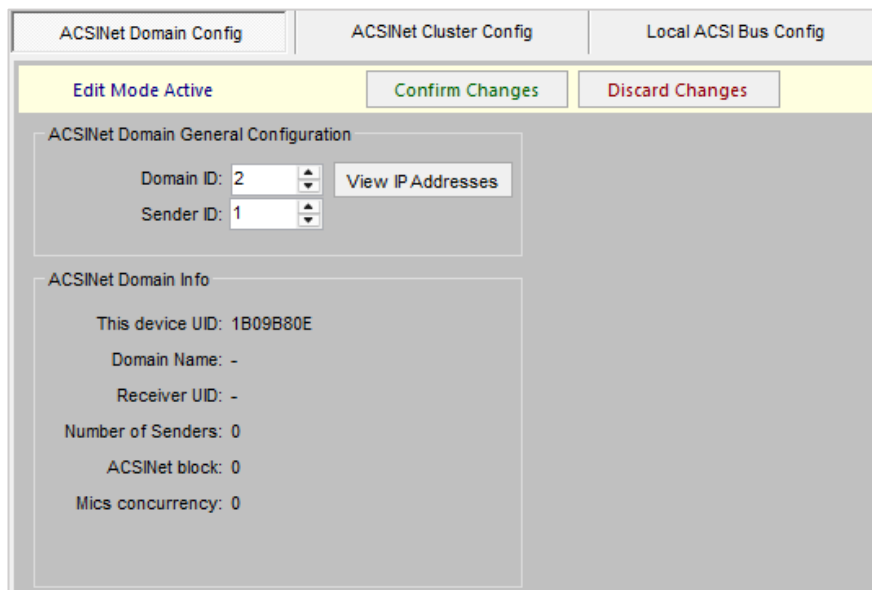 ACSINet Domain Config ACSINet Cluster Config Local ACSI Bus Config
Edit Mode Active Confirm Changes Discard Changes
ACSINet Domain General Configuration
Domain ID: 2 View IP Addresses
Sender ID: 1
ACSINet Domain Info
This device UID: 1B09B80E
Domain Name: -
Receiver UID: -
Number of Senders: 0
ACSINet block: 0
Mics concurrency: 0